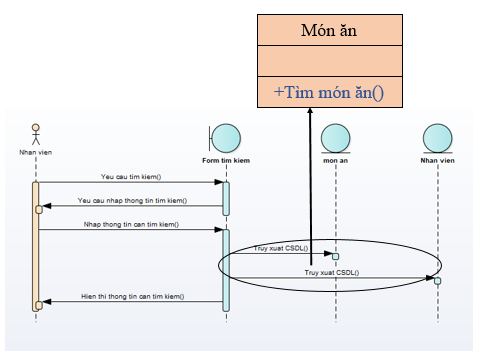 Món ăn
+Tìm món ăn()
Nhan vien
Form tim kiem
mon an
Nhan vien
Yeu cau tim kiem()
Yeu cau nhap thong tin tim kiem()
Nhap thong tin can tim kiem()
Truy xuat CSDL()
Truy xuat CSDL()
Hien thi thong tin can tim kiem()